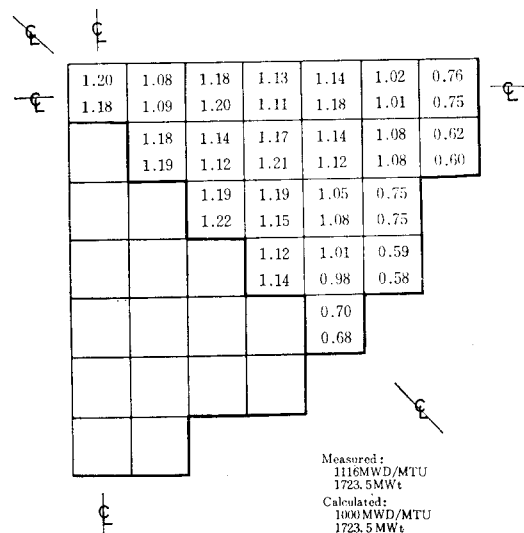 ℄ ℄
1.20 1.08 1.18 1.13 1.14 1.02 0.76
℄ ℄
1.18 1.09 1.20 1.11 1.18 1.01 0.75
1.18 1.14 1.17 1.14 1.08 0.62
1.19 1.12 1.21 1.12 1.08 0.60
1.19 1.19 1.05 0.75
1.22 1.15 1.08 0.75
1.12 1.01 0.59
1.14 0.98 0.58
0.70
0.68
℄
Measured:
1116MWD/MTU
1723.5MWt
Calculated:
1000MWD/MTU
1723.5MWt
℄